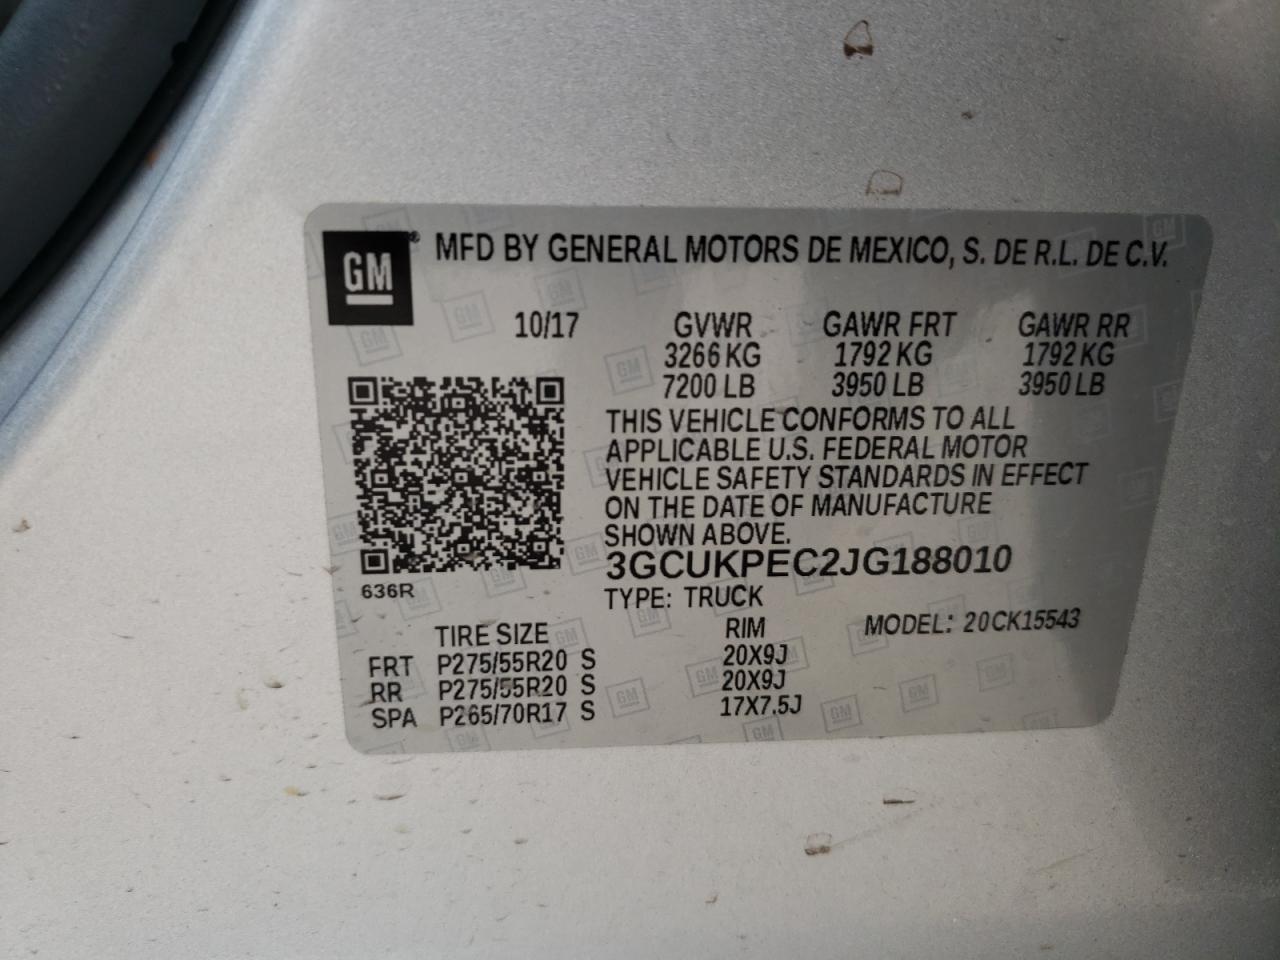 GM® MFD BY GENERAL MOTORS DE MEXICO, S. DE R.L. DE C.V.
10/17 GVWR GAWR FRT GAWR RR
3266 KG 1792 KG 1792 KG
7200 LB 3950 LB 3950 LB
THIS VEHICLE CONFORMS TO ALL
APPLICABLE U.S. FEDERAL MOTOR
VEHICLE SAFETY STANDARDS IN EFFECT
ON THE DATE OF MANUFACTURE
SHOWN ABOVE.
3GCUKPEC2JG188010
636R
TYPE: TRUCK
MODEL: 20CK15543
TIRE SIZE RIM
FRT P275/55R20 S 20X9J
RR P275/55R20 S 20X9J
SPA P265/70R17 S 17X7.5J